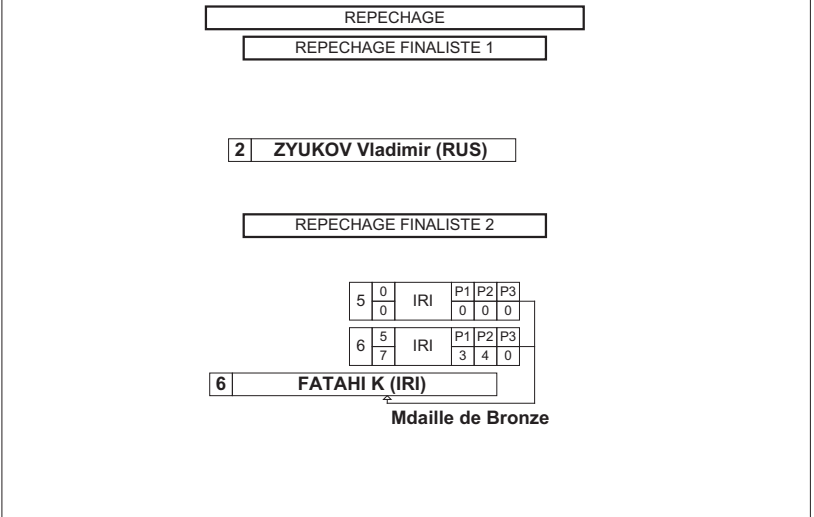 REPECHAGE
REPECHAGE FINALISTE 1
2 ZYUKOV Vladimir (RUS)
REPECHAGE FINALISTE 2
5 0 IRI P1 P2 P3
0 0 0 0
6 5 IRI P1 P2 P3
7 3 4 0
6 FATAHI K (IRI)
Mdaille de Bronze